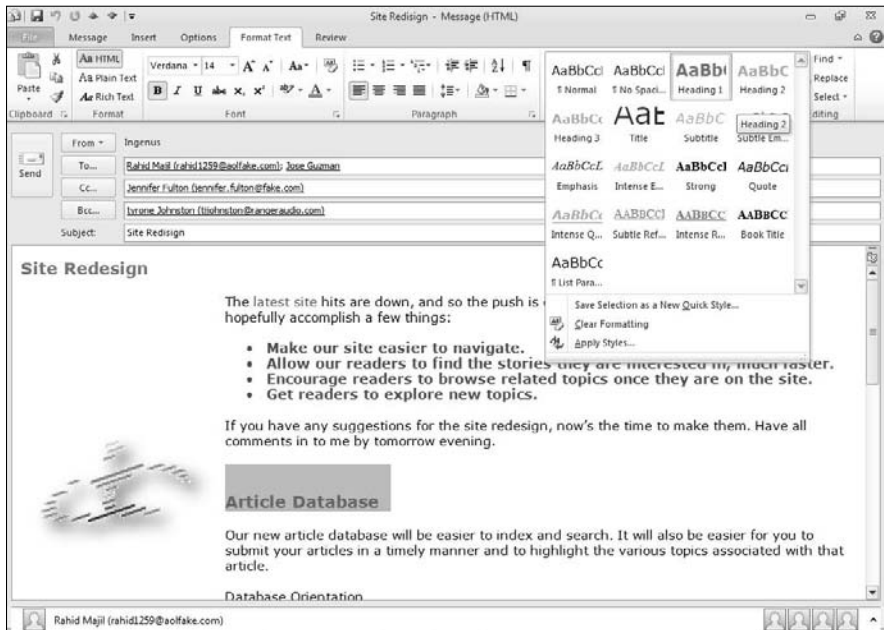 Site Redisign - Message (HTML)
File Message Insert Options Format Text Review
Paste
Clipboard
Aa HTML
Aa Plain Text
Aa Rich Text
Format
Verdana 14
Font
Paragraph
Find
Replace
Select
diting
AaBbCcl AaBbCcl AaBb( AaBbC
¶ Normal ¶ No Spaci... Heading 1 Heading 2
AaBbCc AaB AaBbC
Heading 3 Title Subtitle Subtle Em...
Heading 2
AaBbCcL AaBbCcL AaBbCcl AaBbCci
Emphasis Intense E... Strong Quote
AaBbCc AABBCCI AABBCC AABBCC
Intense Q... Subtle Ref... Intense R... Book Title
AaBbCc
¶ List Para...
Save Selection as a New Quick Style...
Clear Formatting
Apply Styles...
Send
From Ingenus
To... Rahid Majil (rahid1259@aolfake.com); Jose Guzman
Cc... Jennifer Fulton (jennifer.fulton@fake.com)
Bcc... tyrone Johnston (tjjohnston@rangeraudio.com)
Subject: Site Redisign
Site Redesign
The latest site hits are down, and so the push is
hopefully accomplish a few things:
• Make our site easier to navigate.
• Allow our readers to find the stories they are interested in, much faster.
• Encourage readers to browse related topics once they are on the site.
• Get readers to explore new topics.
If you have any suggestions for the site redesign, now's the time to make them. Have all
comments in to me by tomorrow evening.
Article Database
Our new article database will be easier to index and search. It will also be easier for you to
submit your articles in a timely manner and to highlight the various topics associated with that
article.
Database Orientation
Rahid Majil (rahid1259@aolfake.com)